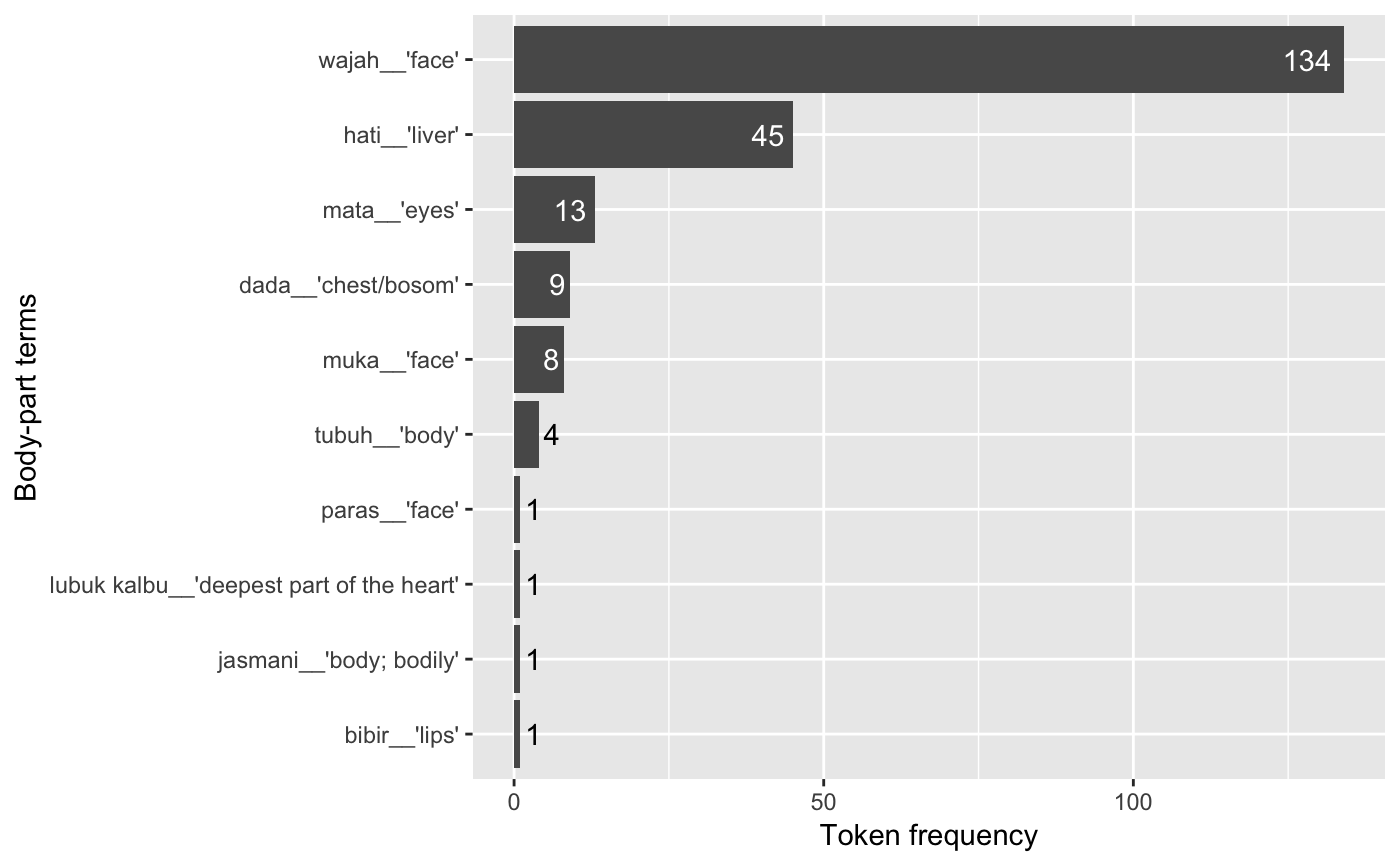 wajah__'face'
134
hati__'liver'
45
mata__'eyes'
13
dada__'chest/bosom'
9
muka__'face'
8
tubuh__'body'
4
paras__'face'
1
lubuk kalbu__'deepest part of the heart'
1
jasmani__'body; bodily'
1
bibir__'lips'
1
Body-part terms
0
50
100
Token frequency